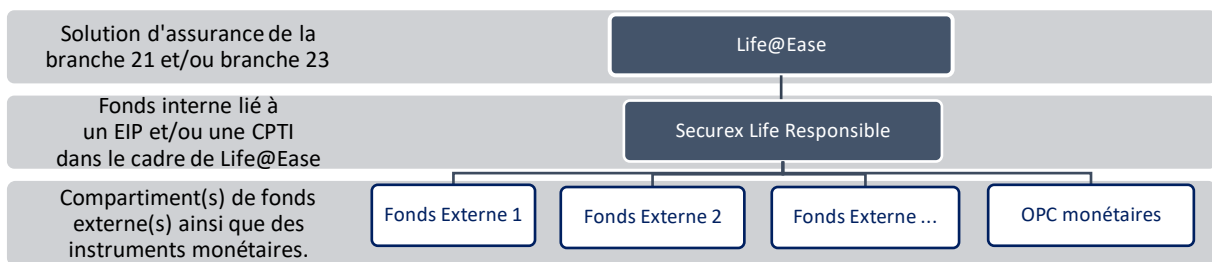 Solution d'assurance de la
branche 21 et/ou branche 23
Life@Ease
Fonds interne lié à
un EIP et/ou une CPTI
dans le cadre de Life@Ease
Securex Life Responsible
Compartiment(s) de fonds
externe(s) ainsi que des
instruments monétaires.
Fonds Externe 1
Fonds Externe 2
Fonds Externe ...
OPC monétaires